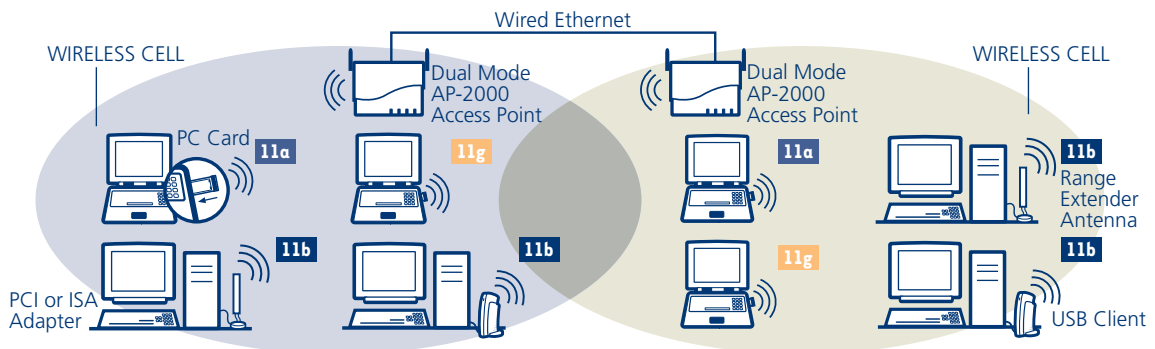 Wired Ethernet
WIRELESS CELL
WIRELESS CELL
Dual Mode
AP-2000
Access Point
Dual Mode
AP-2000
Access Point
PC Card
11a
11g
11a
11b
Range
Extender
Antenna
11b
11b
11g
11b
PCI or ISA
Adapter
USB Client